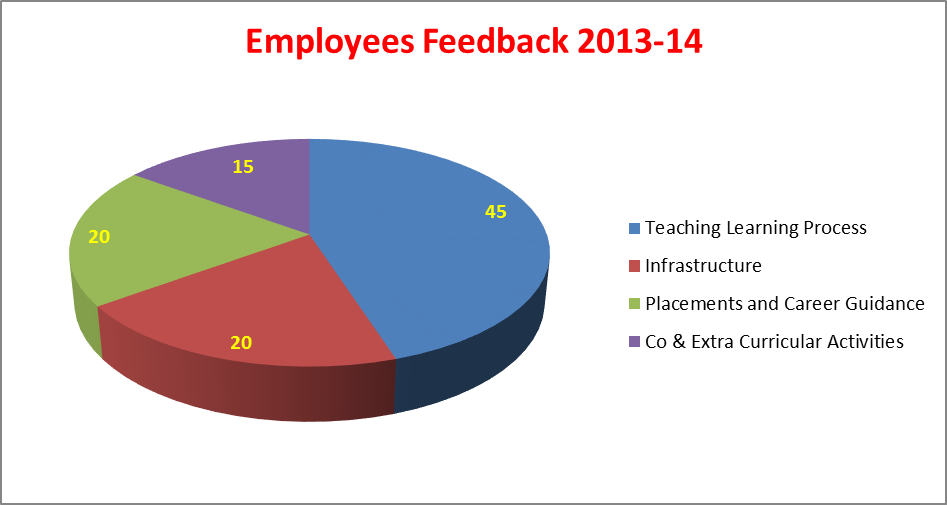 Employees Feedback 2013-14
15
45
20
20
Teaching Learning Process
Infrastructure
Placements and Career Guidance
Co & Extra Curricular Activities